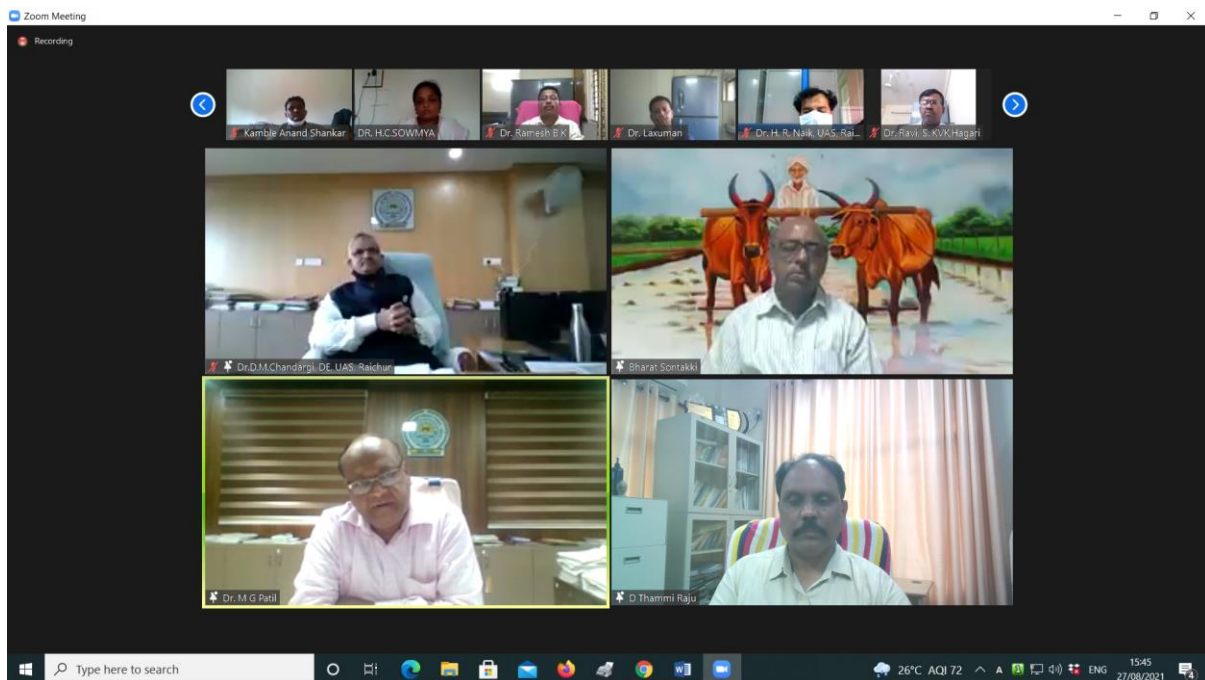 Zoom Meeting
Recording
Kamble Anand Shankar
DR. H.C.SOWMYA
Dr. Ramesh B K
Dr. Laxuman
Dr. H. R. Naik, UAS, Rai...
Dr. Ravi. S. KVK,Hagari
Dr.D.M.Chandargi, DE, UAS, Raichur
Bharat Sontakki
Dr. M G Patil
D Thammi Raju
Type here to search
26°C AQI 72
A
ENG
15:45
27/08/2021
4